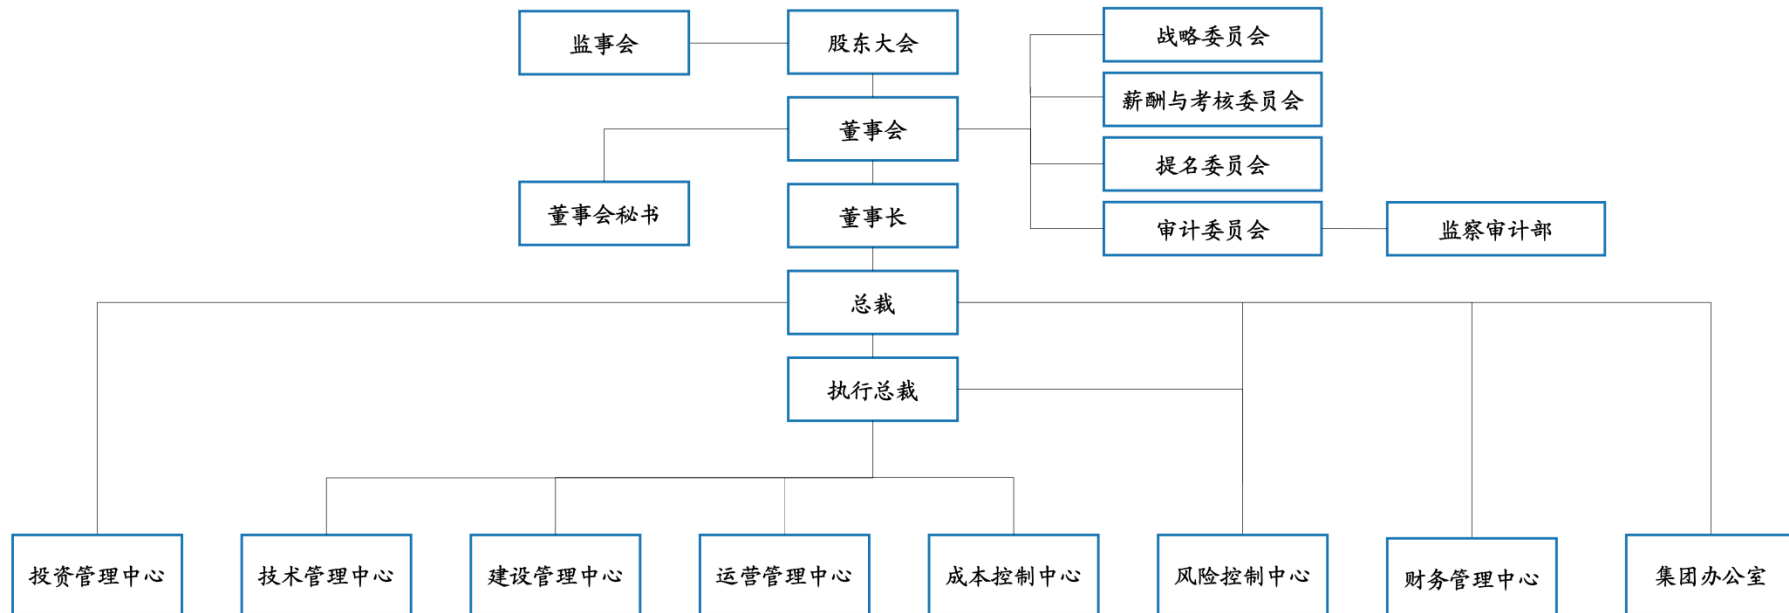 监事会
股东大会
战略委员会
薪酬与考核委员会
董事会
提名委员会
董事会秘书
董事长
审计委员会
监察审计部
总裁
执行总裁
投资管理中心
技术管理中心
建设管理中心
运营管理中心
成本控制中心
风险控制中心
财务管理中心
集团办公室